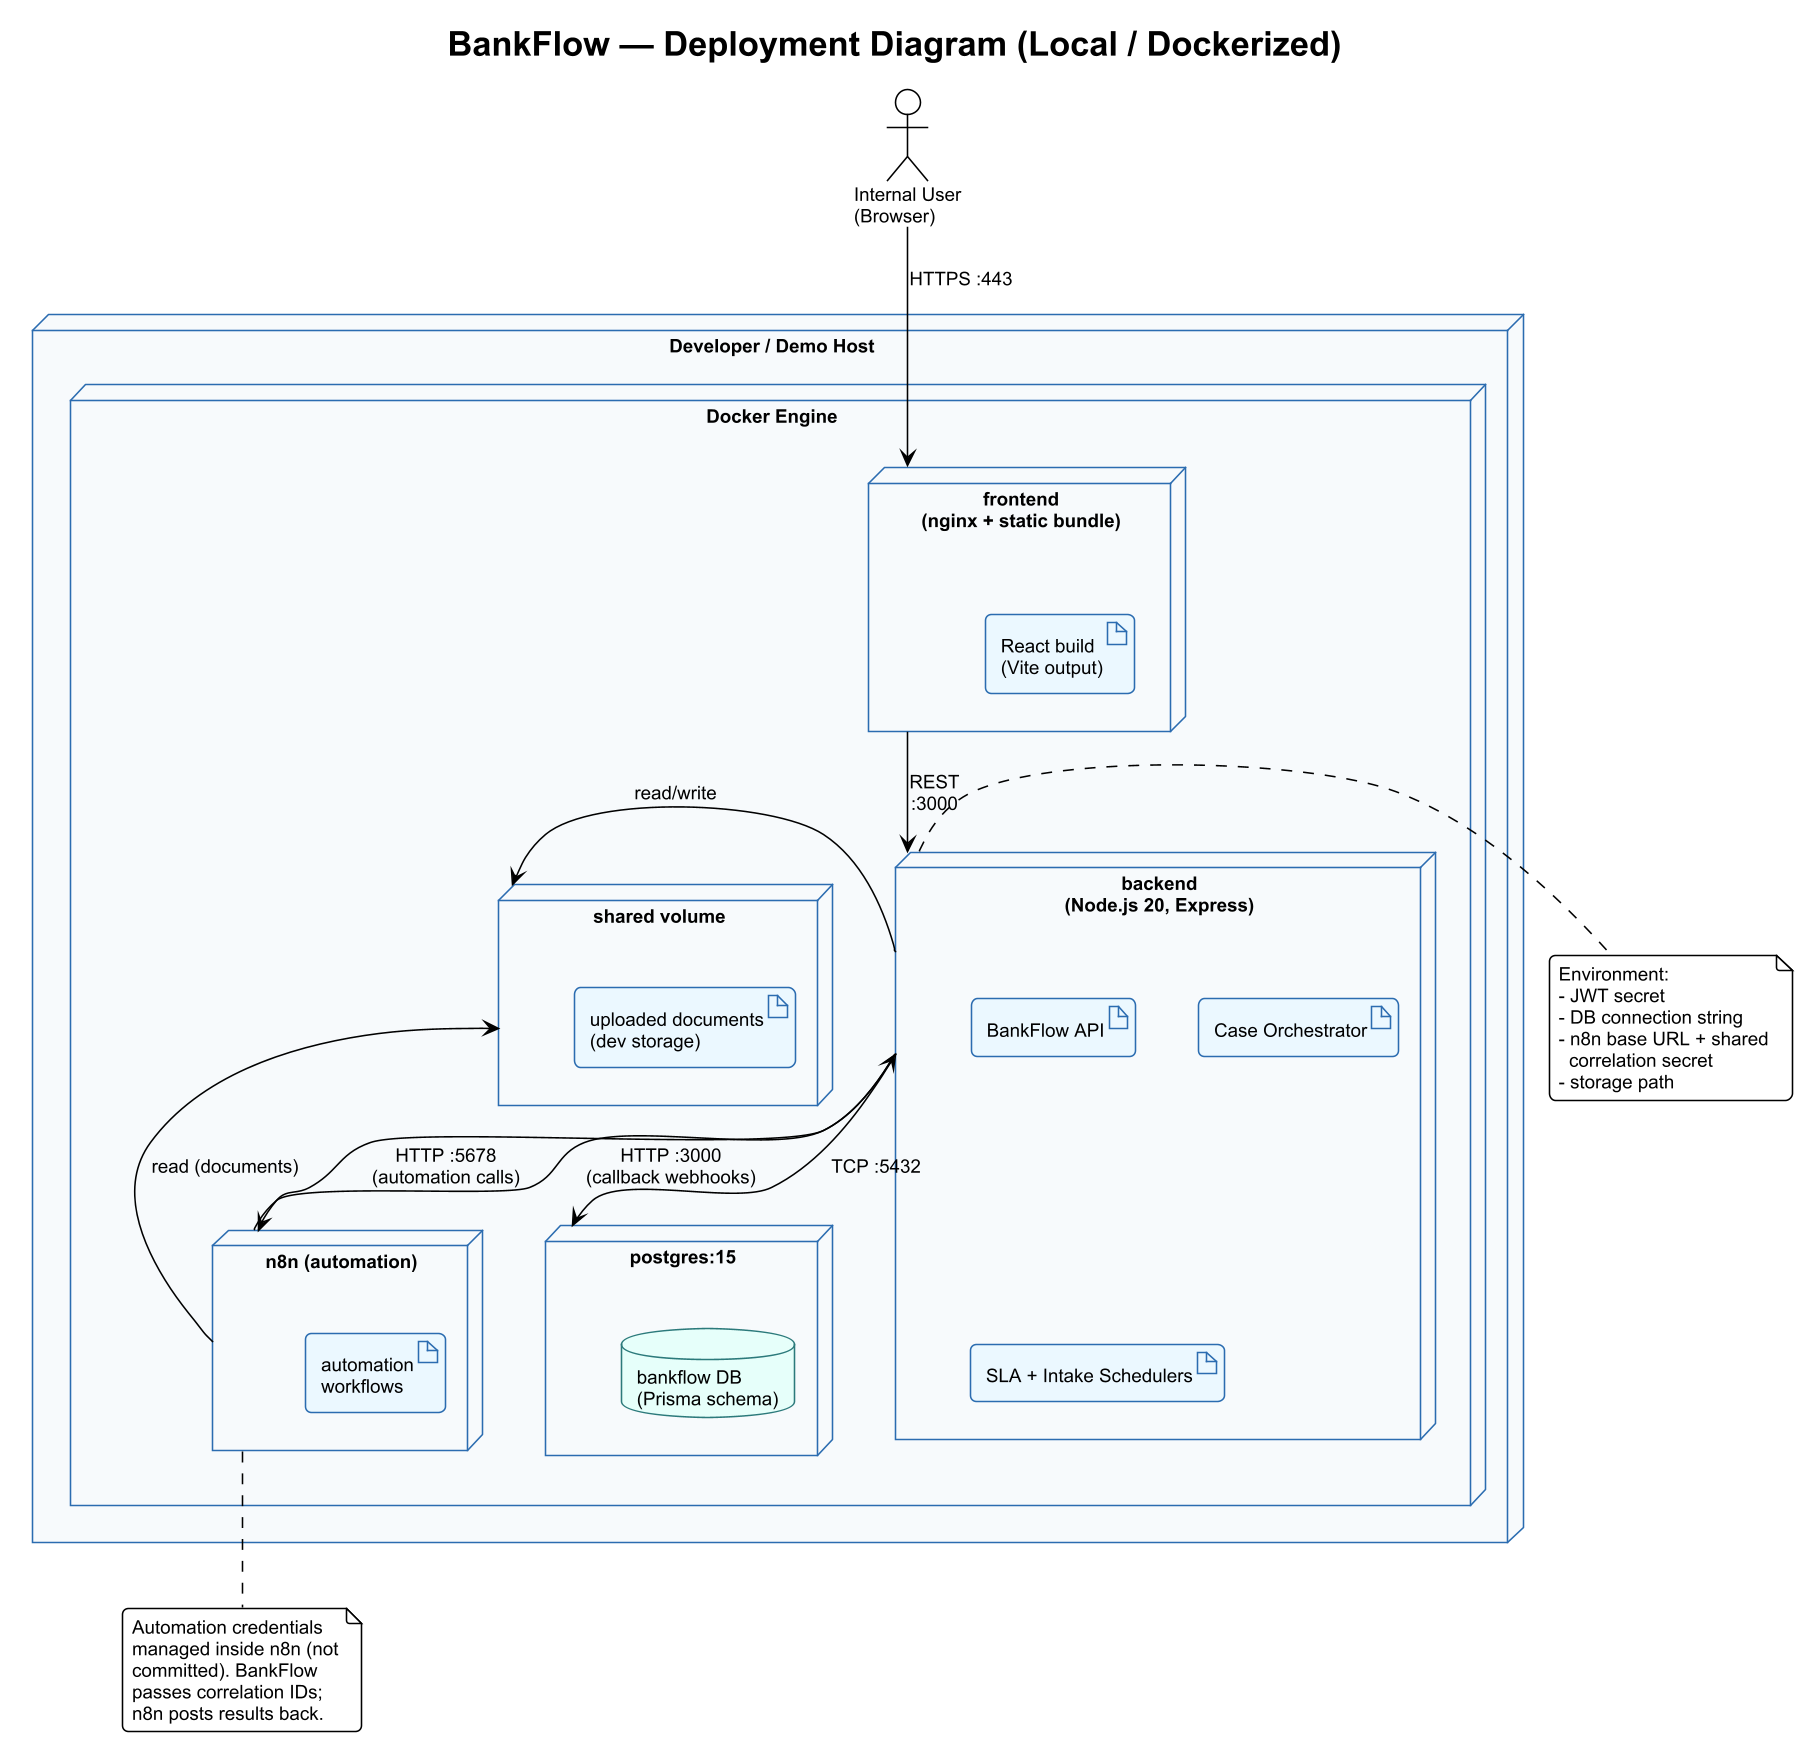 BankFlow — Deployment Diagram (Local / Dockerized)
Internal User
(Browser)
HTTPS :443
Developer / Demo Host
Docker Engine
frontend
(nginx + static bundle)
React build
(Vite output)
REST
:3000
read/write
shared volume
uploaded documents
(dev storage)
backend
(Node.js 20, Express)
BankFlow API
Case Orchestrator
SLA + Intake Schedulers
Environment:
- JWT secret
- DB connection string
- n8n base URL + shared
correlation secret
- storage path
read (documents)
HTTP :5678
(automation calls)
HTTP :3000
(callback webhooks)
TCP :5432
n8n (automation)
automation
workflows
postgres:15
bankflow DB
(Prisma schema)
Automation credentials
managed inside n8n (not
committed). BankFlow
passes correlation IDs;
n8n posts results back.